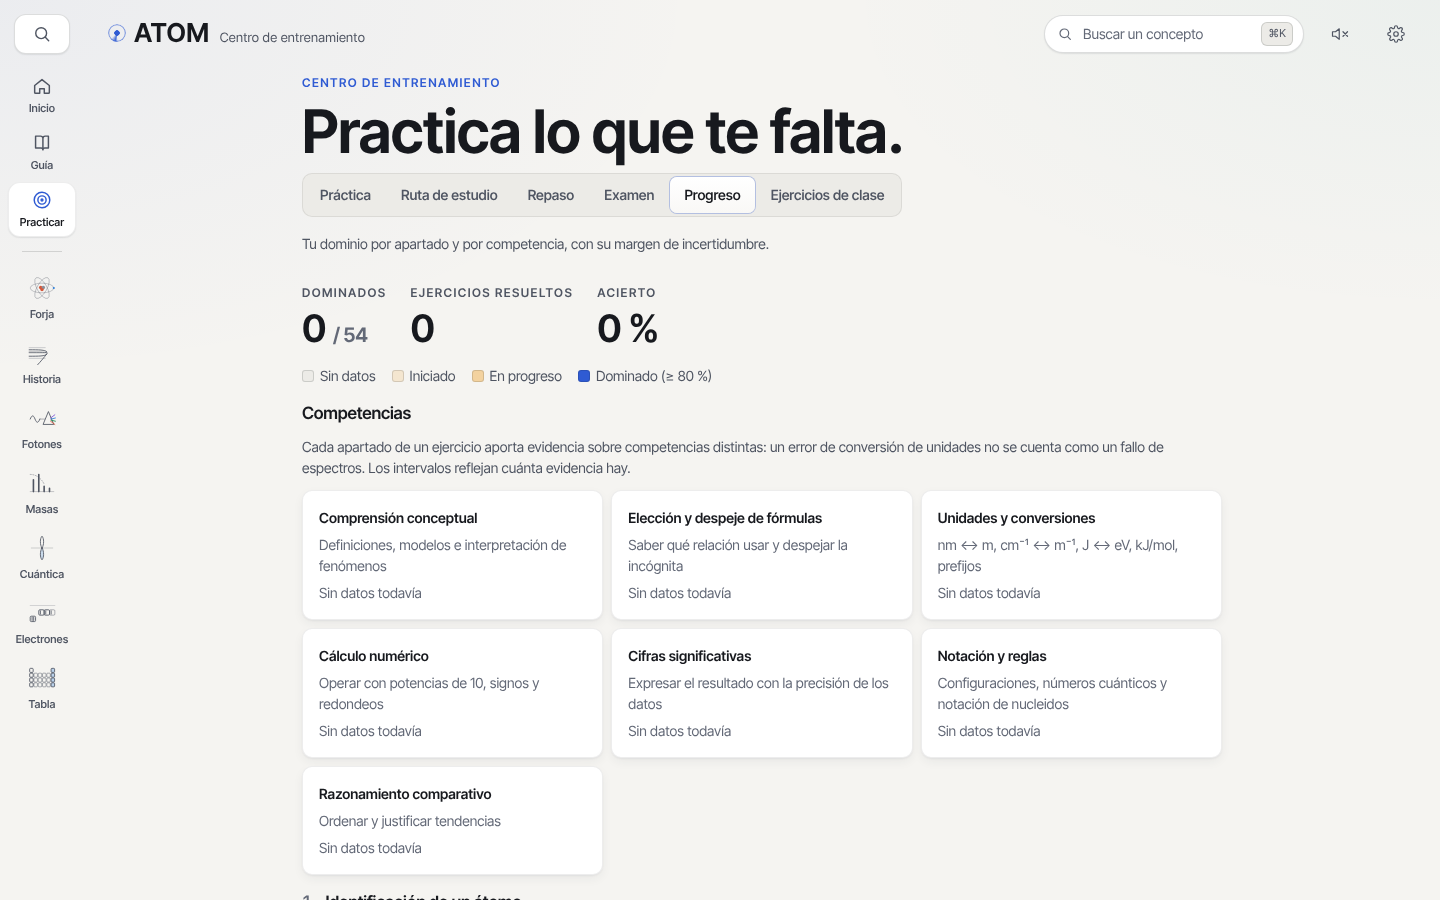 ATOM Centro de entrenamiento
Buscar un concepto ⌘K
Inicio
Guía
Practicar
Forja
Historia
Fotones
Masas
Cuántica
Electrones
Tabla
CENTRO DE ENTRENAMIENTO
Practica lo que te falta.
Práctica Ruta de estudio Repaso Examen Progreso Ejercicios de clase
Tu dominio por apartado y por competencia, con su margen de incertidumbre.
DOMINADOS EJERCICIOS RESUELTOS ACIERTO
0 / 54 0 0 %
Sin datos Iniciado En progreso Dominado (≥ 80 %)
Competencias
Cada apartado de un ejercicio aporta evidencia sobre competencias distintas: un error de conversión de unidades no se cuenta como un fallo de
espectros. Los intervalos reflejan cuánta evidencia hay.
Comprensión conceptual
Definiciones, modelos e interpretación de
fenómenos
Sin datos todavía
Elección y despeje de fórmulas
Saber qué relación usar y despejar la
incógnita
Sin datos todavía
Unidades y conversiones
nm ↔ m, cm⁻¹ ↔ m⁻¹, J ↔ eV, kJ/mol,
prefijos
Sin datos todavía
Cálculo numérico
Operar con potencias de 10, signos y
redondeos
Sin datos todavía
Cifras significativas
Expresar el resultado con la precisión de los
datos
Sin datos todavía
Notación y reglas
Configuraciones, números cuánticos y
notación de nucleidos
Sin datos todavía
Razonamiento comparativo
Ordenar y justificar tendencias
Sin datos todavía
1 Identificación de un átomo